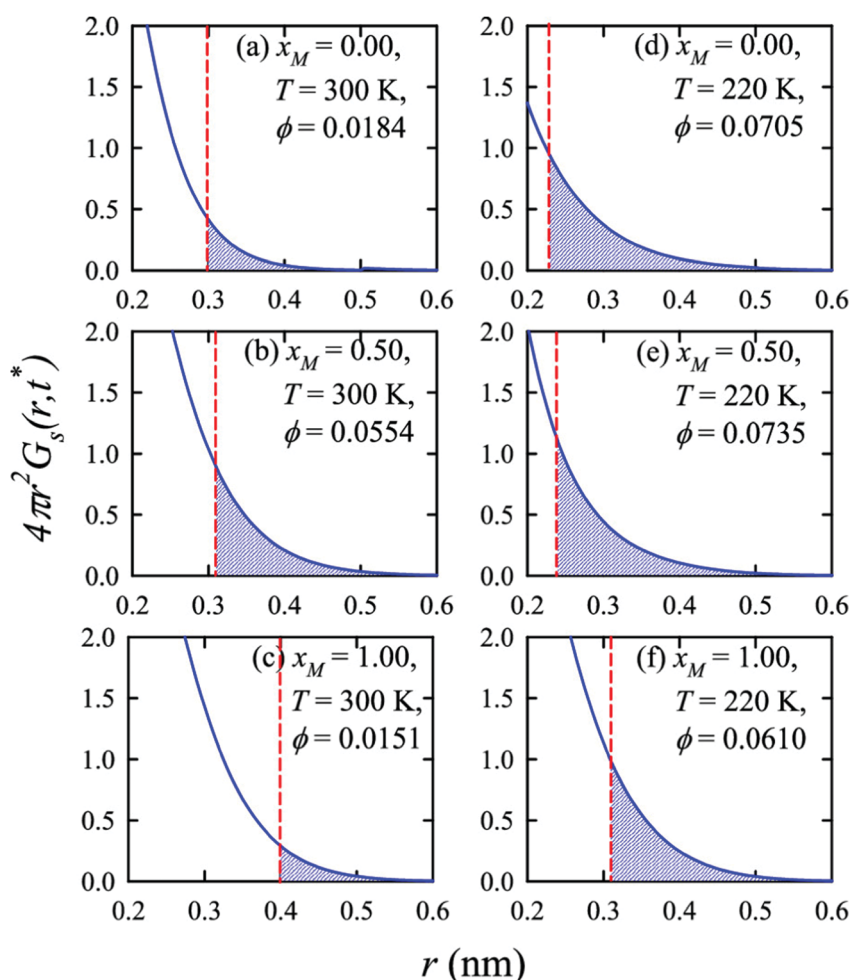 2.0
1.5
1.0
0.5
0.0
0.2 0.3 0.4 0.5 0.6
(a) x_M = 0.00,
T = 300 K,
ϕ = 0.0184
2.0
1.5
1.0
0.5
0.0
0.2 0.3 0.4 0.5 0.6
(d) x_M = 0.00,
T = 220 K,
ϕ = 0.0705
2.0
1.5
1.0
0.5
0.0
0.2 0.3 0.4 0.5 0.6
(b) x_M = 0.50,
T = 300 K,
ϕ = 0.0554
2.0
1.5
1.0
0.5
0.0
0.2 0.3 0.4 0.5 0.6
(e) x_M = 0.50,
T = 220 K,
ϕ = 0.0735
2.0
1.5
1.0
0.5
0.0
0.2 0.3 0.4 0.5 0.6
(c) x_M = 1.00,
T = 300 K,
ϕ = 0.0151
2.0
1.5
1.0
0.5
0.0
0.2 0.3 0.4 0.5 0.6
(f) x_M = 1.00,
T = 220 K,
ϕ = 0.0610
4πr²G_s(r,t*)
r (nm)